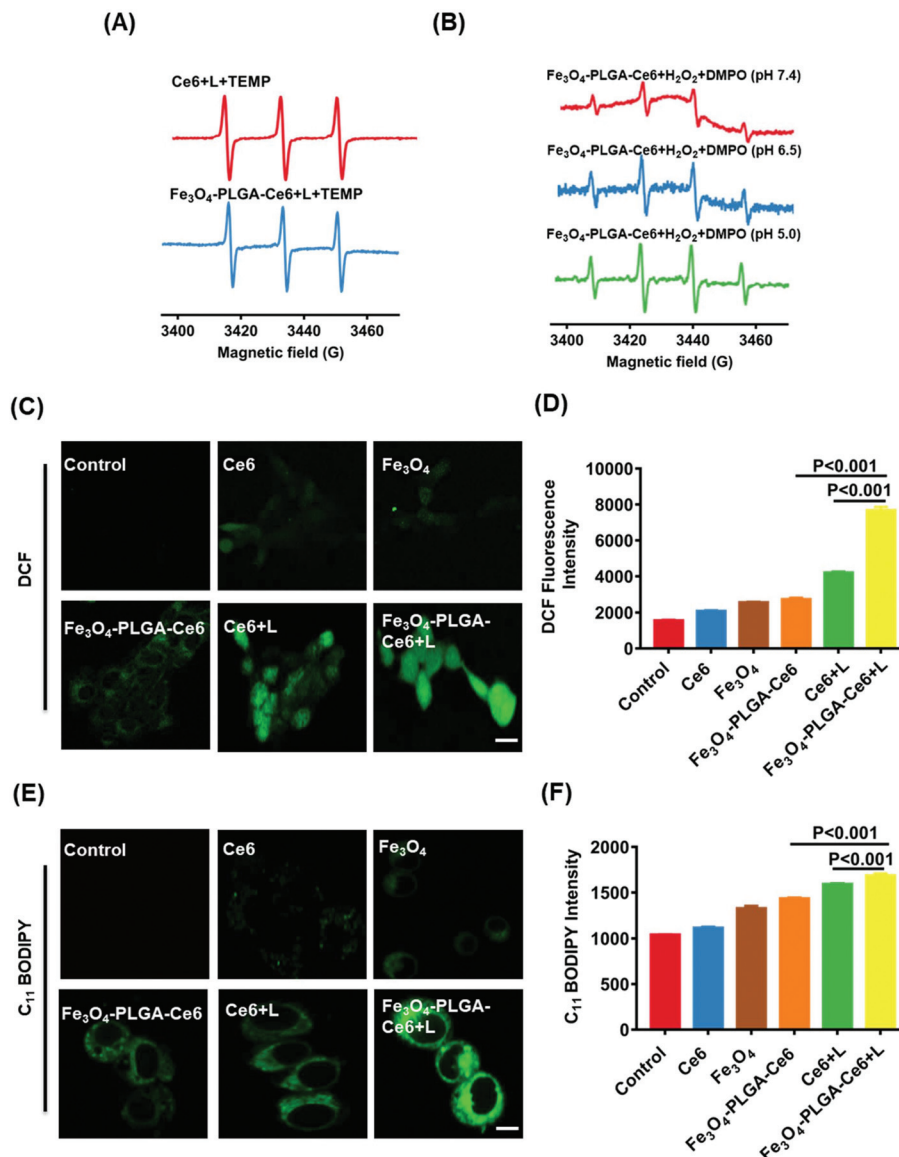 (A)
Ce6+L+TEMP
Fe₃O₄-PLGA-Ce6+L+TEMP
3400 3420 3440 3460
Magnetic field (G)
(B)
Fe₃O₄-PLGA-Ce6+H₂O₂+DMPO (pH 7.4)
Fe₃O₄-PLGA-Ce6+H₂O₂+DMPO (pH 6.5)
Fe₃O₄-PLGA-Ce6+H₂O₂+DMPO (pH 5.0)
3400 3420 3440 3460
Magnetic field (G)
(C)
DCF
Control
Ce6
Fe₃O₄
Fe₃O₄-PLGA-Ce6
Ce6+L
Fe₃O₄-PLGA-
Ce6+L
(D)
DCF Fluorescence
Intensity
10000
8000
6000
4000
2000
0
P<0.001
P<0.001
Control
Ce6
Fe₃O₄
Fe₃O₄-PLGA-Ce6
Ce6+L
Fe₃O₄-PLGA-Ce6+L
(E)
C₁₁ BODIPY
Control
Ce6
Fe₃O₄
Fe₃O₄-PLGA-Ce6
Ce6+L
Fe₃O₄-PLGA-
Ce6+L
(F)
C₁₁ BODIPY Intensity
2000
1500
1000
500
0
P<0.001
P<0.001
Control
Ce6
Fe₃O₄
Fe₃O₄-PLGA-Ce6
Ce6+L
Fe₃O₄-PLGA-Ce6+L